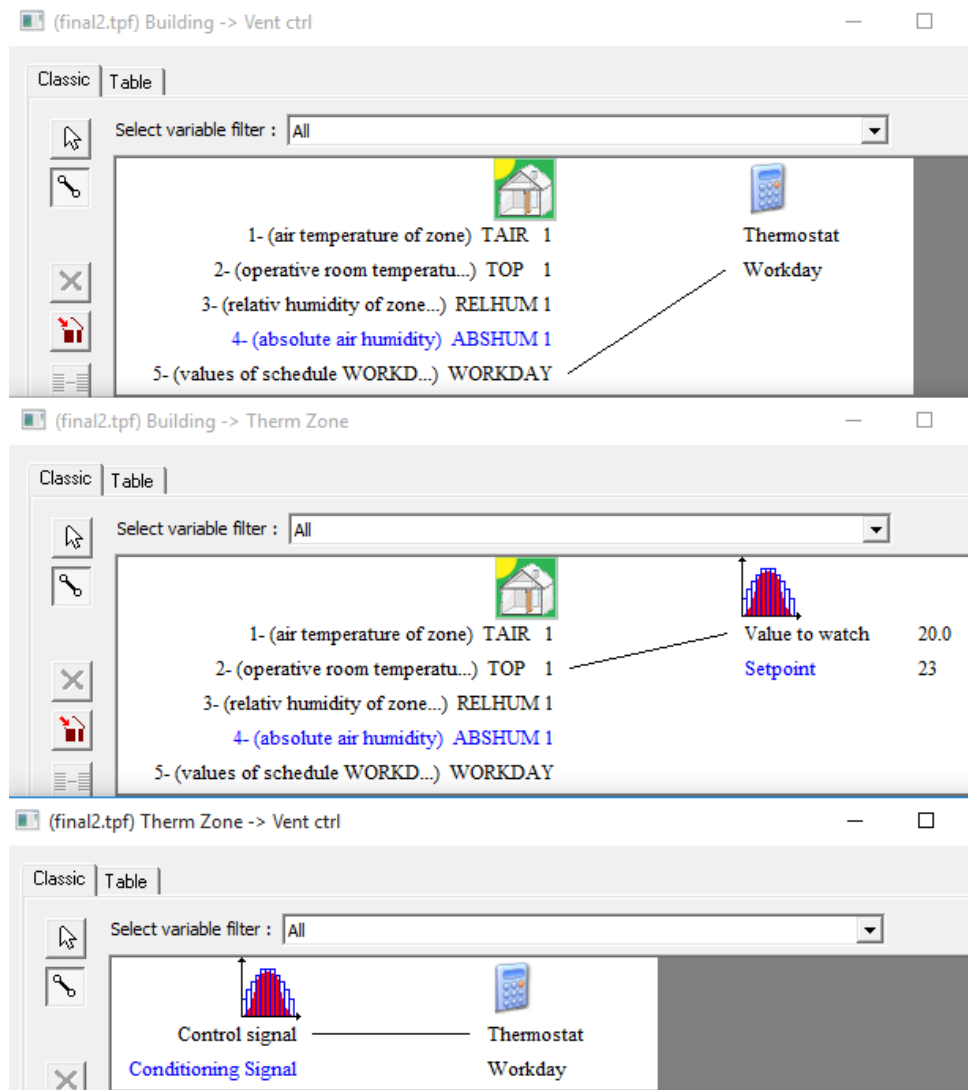 (final2.tpf) Building -> Vent ctrl
Classic Table
Select variable filter : All
1- (air temperature of zone) TAIR 1 Thermostat
2- (operative room temperatu...) TOP 1 Workday
3- (relativ humidity of zone...) RELHUM 1
4- (absolute air humidity) ABSHUM 1
5- (values of schedule WORKD...) WORKDAY
(final2.tpf) Building -> Therm Zone
Classic Table
Select variable filter : All
1- (air temperature of zone) TAIR 1 Value to watch 20.0
2- (operative room temperatu...) TOP 1 Setpoint 23
3- (relativ humidity of zone...) RELHUM 1
4- (absolute air humidity) ABSHUM 1
5- (values of schedule WORKD...) WORKDAY
(final2.tpf) Therm Zone -> Vent ctrl
Classic Table
Select variable filter : All
Control signal Thermostat
Conditioning Signal Workday